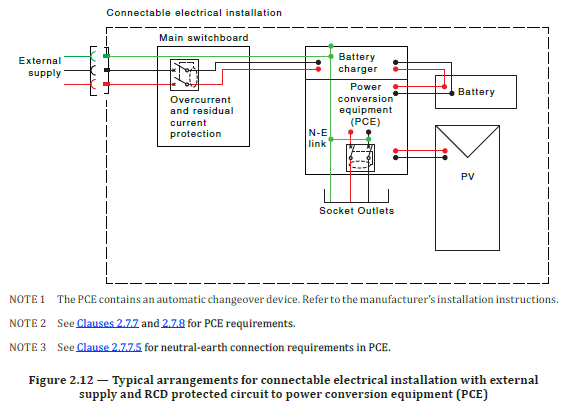 Connectable electrical installation
Main switchboard
External
supply
Overcurrent
and residual
current
protection
Battery
charger
Power
conversion
equipment
(PCE)
N-E
link
Battery
PV
Socket Outlets
NOTE 1 The PCE contains an automatic changeover device. Refer to the manufacturer's installation instructions.
NOTE 2 See Clauses 2.7.7 and 2.7.8 for PCE requirements.
NOTE 3 See Clause 2.7.7.5 for neutral-earth connection requirements in PCE.
Figure 2.12 — Typical arrangements for connectable electrical installation with external
supply and RCD protected circuit to power conversion equipment (PCE)